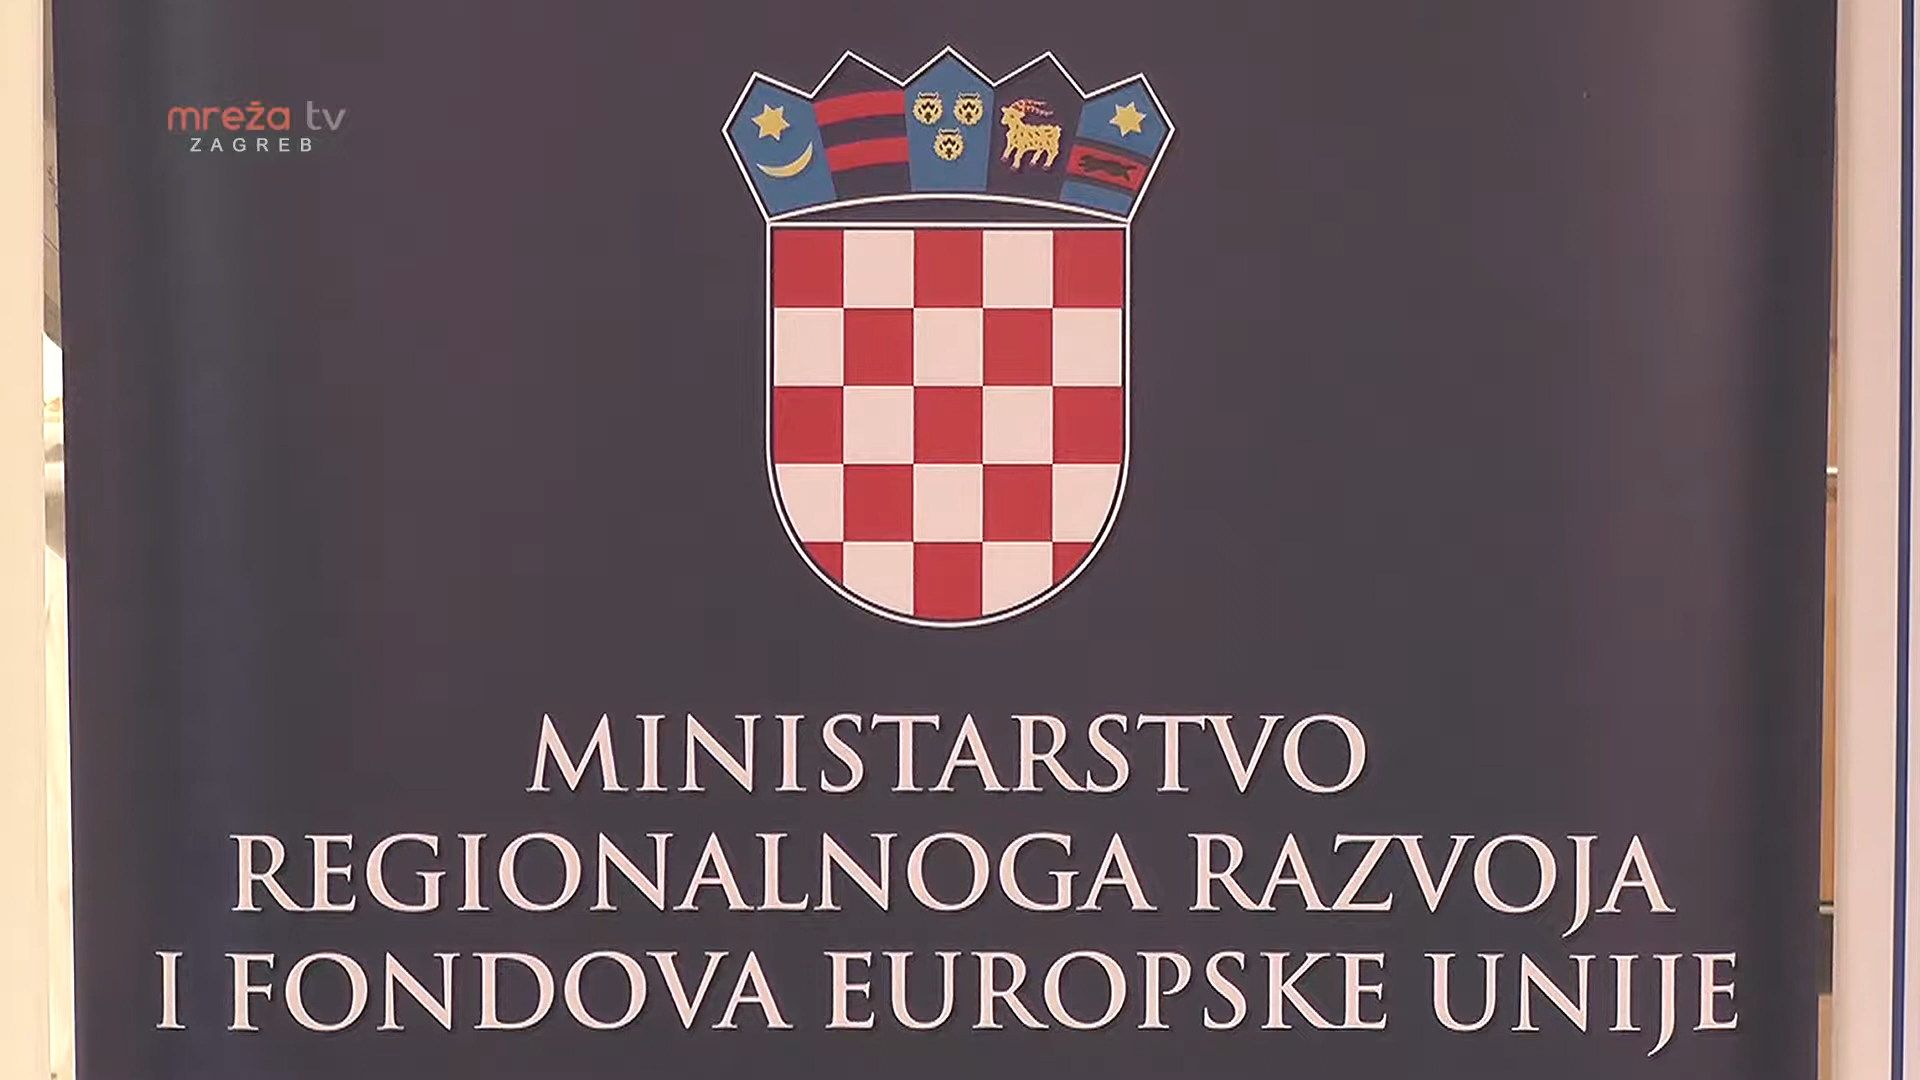 mreža tv
ZAGREB
MINISTARSTVO
REGIONALNOGA RAZVOJA
I FONDOVA EUROPSKE UNIJE